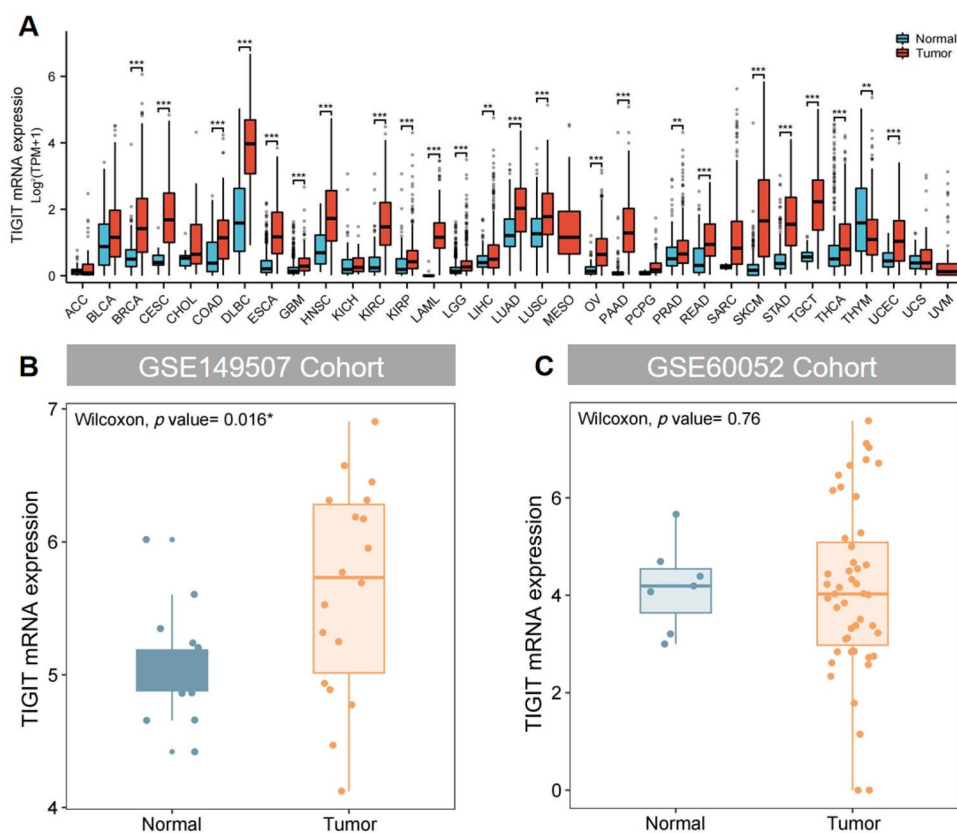 A
TIGIT mRNA expressio
Log²(TPM+1)
Normal
Tumor
6
4
2
0
***
***
***
***
***
***
***
***
***
***
***
**
***
***
***
***
**
***
***
***
***
***
**
***
ACC
BLCA
BRCA
CESC
CHOL
COAD
DLBC
ESCA
GBM
HNSC
KICH
KIRC
KIRP
LAML
LGG
LIHC
LUAD
LUSC
MESO
OV
PAAD
PCPG
PRAD
READ
SARC
SKCM
STAD
TGCT
THCA
THYM
UCEC
UCS
UVM
B
GSE149507 Cohort
Wilcoxon, p value= 0.016*
TIGIT mRNA expression
7
6
5
4
Normal
Tumor
C
GSE60052 Cohort
Wilcoxon, p value= 0.76
TIGIT mRNA expression
6
4
2
0
Normal
Tumor